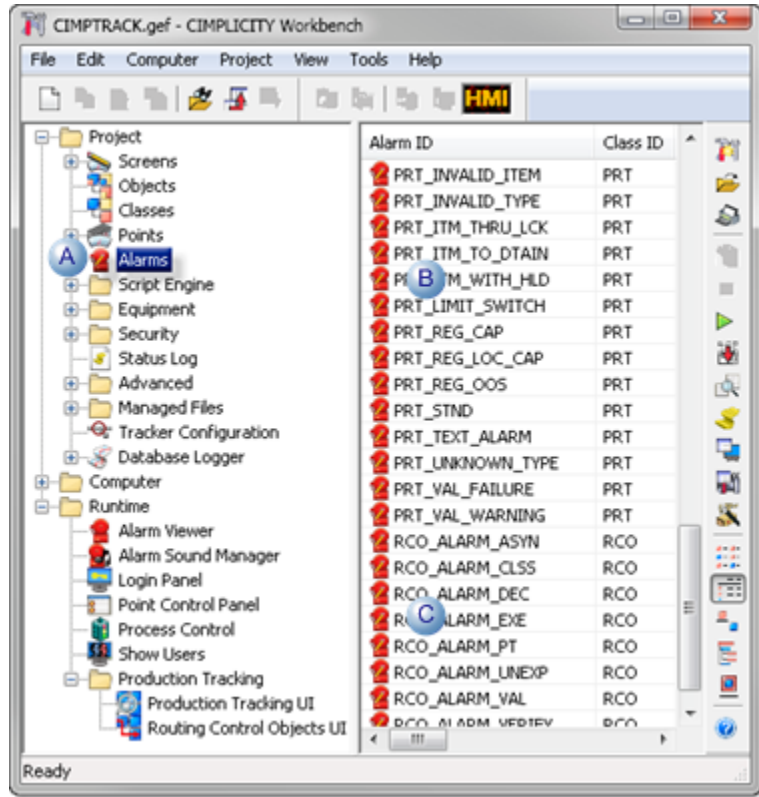 CIMPTRACK.gef - CIMPLICITY Workbench
File Edit Computer Project View Tools Help
HMI
Project
Screens
Objects
Classes
Points
A Alarms
Script Engine
Equipment
Security
Status Log
Advanced
Managed Files
Tracker Configuration
Database Logger
Computer
Runtime
Alarm Viewer
Alarm Sound Manager
Login Panel
Point Control Panel
Process Control
Show Users
Production Tracking
Production Tracking UI
Routing Control Objects UI
Alarm ID Class ID
PRT_INVALID_ITEM PRT
PRT_INVALID_TYPE PRT
PRT_ITM_THRU_LCK PRT
PRT_ITM_TO_DTAIN PRT
B
PRT
PRT_LIMIT_SWITCH PRT
PRT_REG_CAP PRT
PRT_REG_LOC_CAP PRT
PRT_REG_OOS PRT
PRT_STND PRT
PRT_TEXT_ALARM PRT
PRT_UNKNOWN_TYPE PRT
PRT_VAL_FAILURE PRT
PRT_VAL_WARNING PRT
RCO_ALARM_ASYN RCO
RCO_ALARM_CLSS RCO
RCO_ALARM_DEC RCO
C
RCO
RCO_ALARM_PT RCO
RCO_ALARM_UNEXP RCO
RCO_ALARM_VAL RCO
RCO_ALARM_VERIFY RCO
Ready